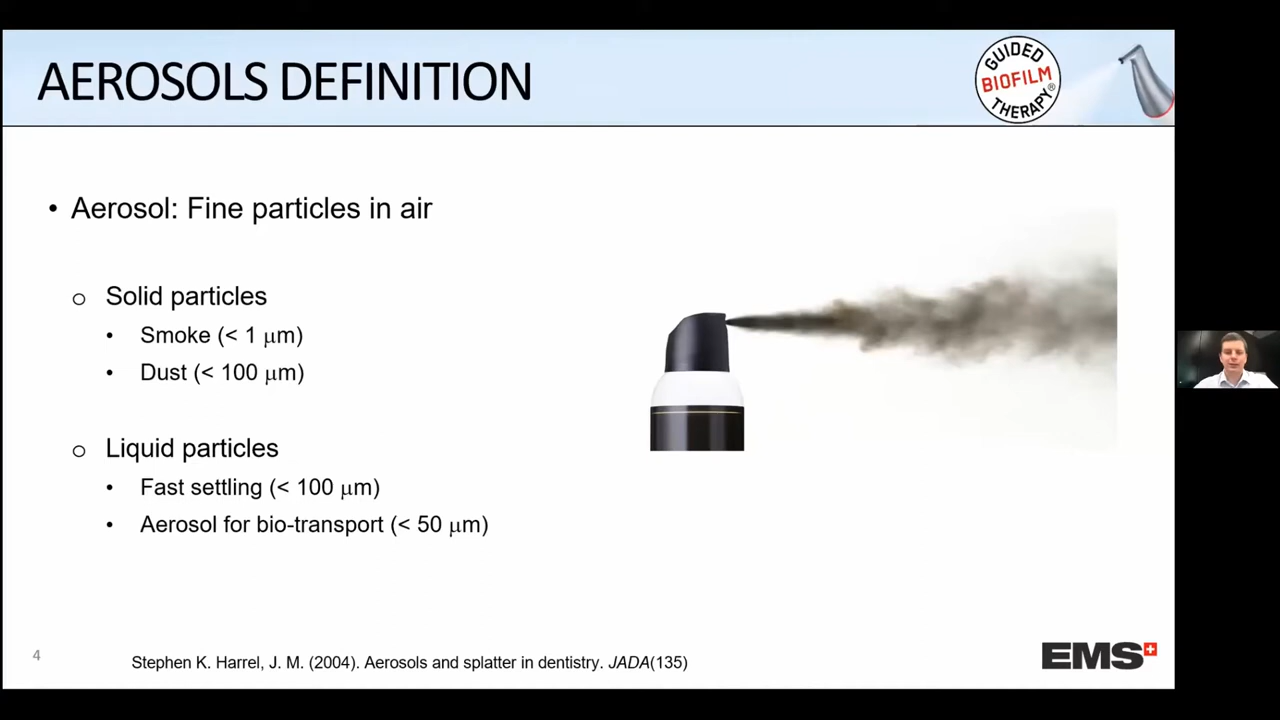 AEROSOLS DEFINITION
GUIDED
BIOFILM
THERAPY®
• Aerosol: Fine particles in air
o Solid particles
• Smoke (< 1 μm)
• Dust (< 100 μm)
o Liquid particles
• Fast settling (< 100 μm)
• Aerosol for bio-transport (< 50 μm)
4
Stephen K. Harrel, J. M. (2004). Aerosols and splatter in dentistry. JADA(135)
EMS